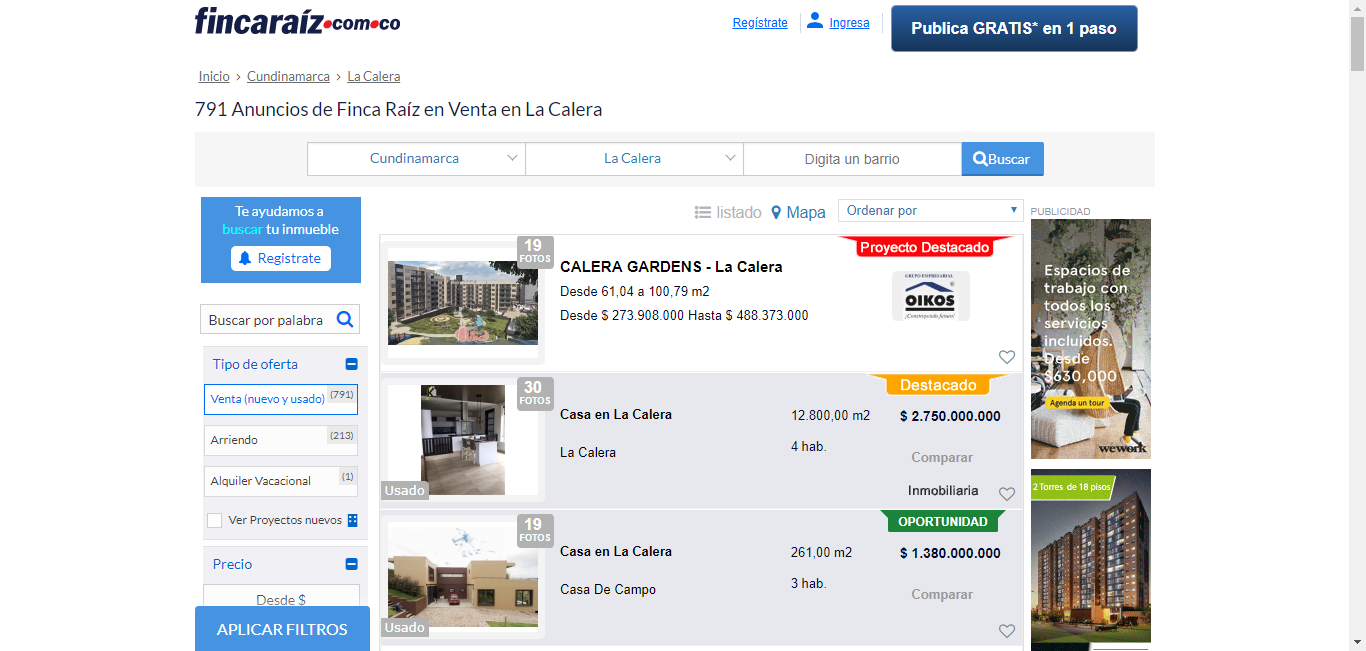 fincaraíz.com.co
Regístrate
Ingresa
Publica GRATIS* en 1 paso
Inicio › Cundinamarca › La Calera
791 Anuncios de Finca Raíz en Venta en La Calera
Cundinamarca
La Calera
Digita un barrio
Buscar
Te ayudamos a
buscar tu inmueble
Registrate
listado
Mapa
Ordenar por
PUBLICIDAD
Buscar por palabra
Tipo de oferta
Venta (nuevo y usado) (791)
Arriendo (213)
Alquiler Vacacional (1)
Ver Proyectos nuevos
Precio
Desde $
APLICAR FILTROS
19
FOTOS
CALERA GARDENS - La Calera
Desde 61,04 a 100,79 m2
Desde $ 273.908.000 Hasta $ 488.373.000
Proyecto Destacado
GRUPO EMPRESARIAL
OIKOS
¡Construyendo futuro!
30
FOTOS
Usado
Casa en La Calera
La Calera
12.800,00 m2
4 hab.
Destacado
$ 2.750.000.000
Comparar
Inmobiliaria
19
FOTOS
Usado
Casa en La Calera
Casa De Campo
261,00 m2
3 hab.
OPORTUNIDAD
$ 1.380.000.000
Comparar
Espacios de
trabajo con
todos los
servicios
incluidos.
Desde
$630,000
Agenda un tour
wework
2 Torres de 18 pisos